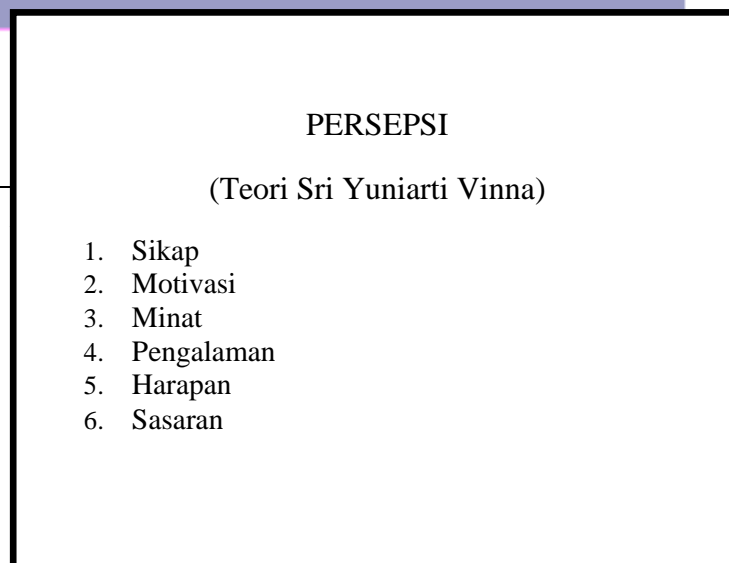 PERSEPSI
(Teori Sri Yuniarti Vinna)
1. Sikap
2. Motivasi
3. Minat
4. Pengalaman
5. Harapan
6. Sasaran